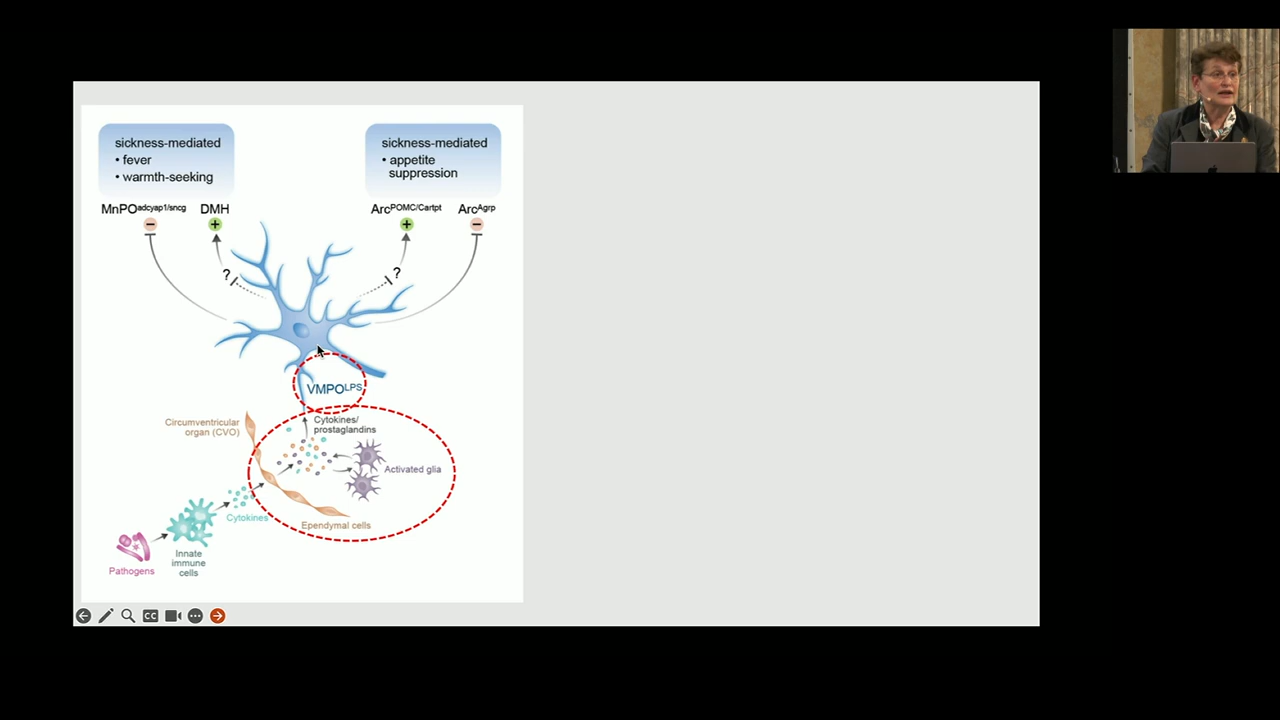 sickness-mediated
• fever
• warmth-seeking
sickness-mediated
• appetite
suppression
MnPOadcyap1/sncg
DMH
ArcPOMC/Cartpt
ArcAgrp
−
+
+
−
?
?
VMPOLPS
Circumventricular
organ (CVO)
Cytokines/
prostaglandins
Activated glia
Cytokines
Ependymal cells
Innate
immune
cells
Pathogens
CC